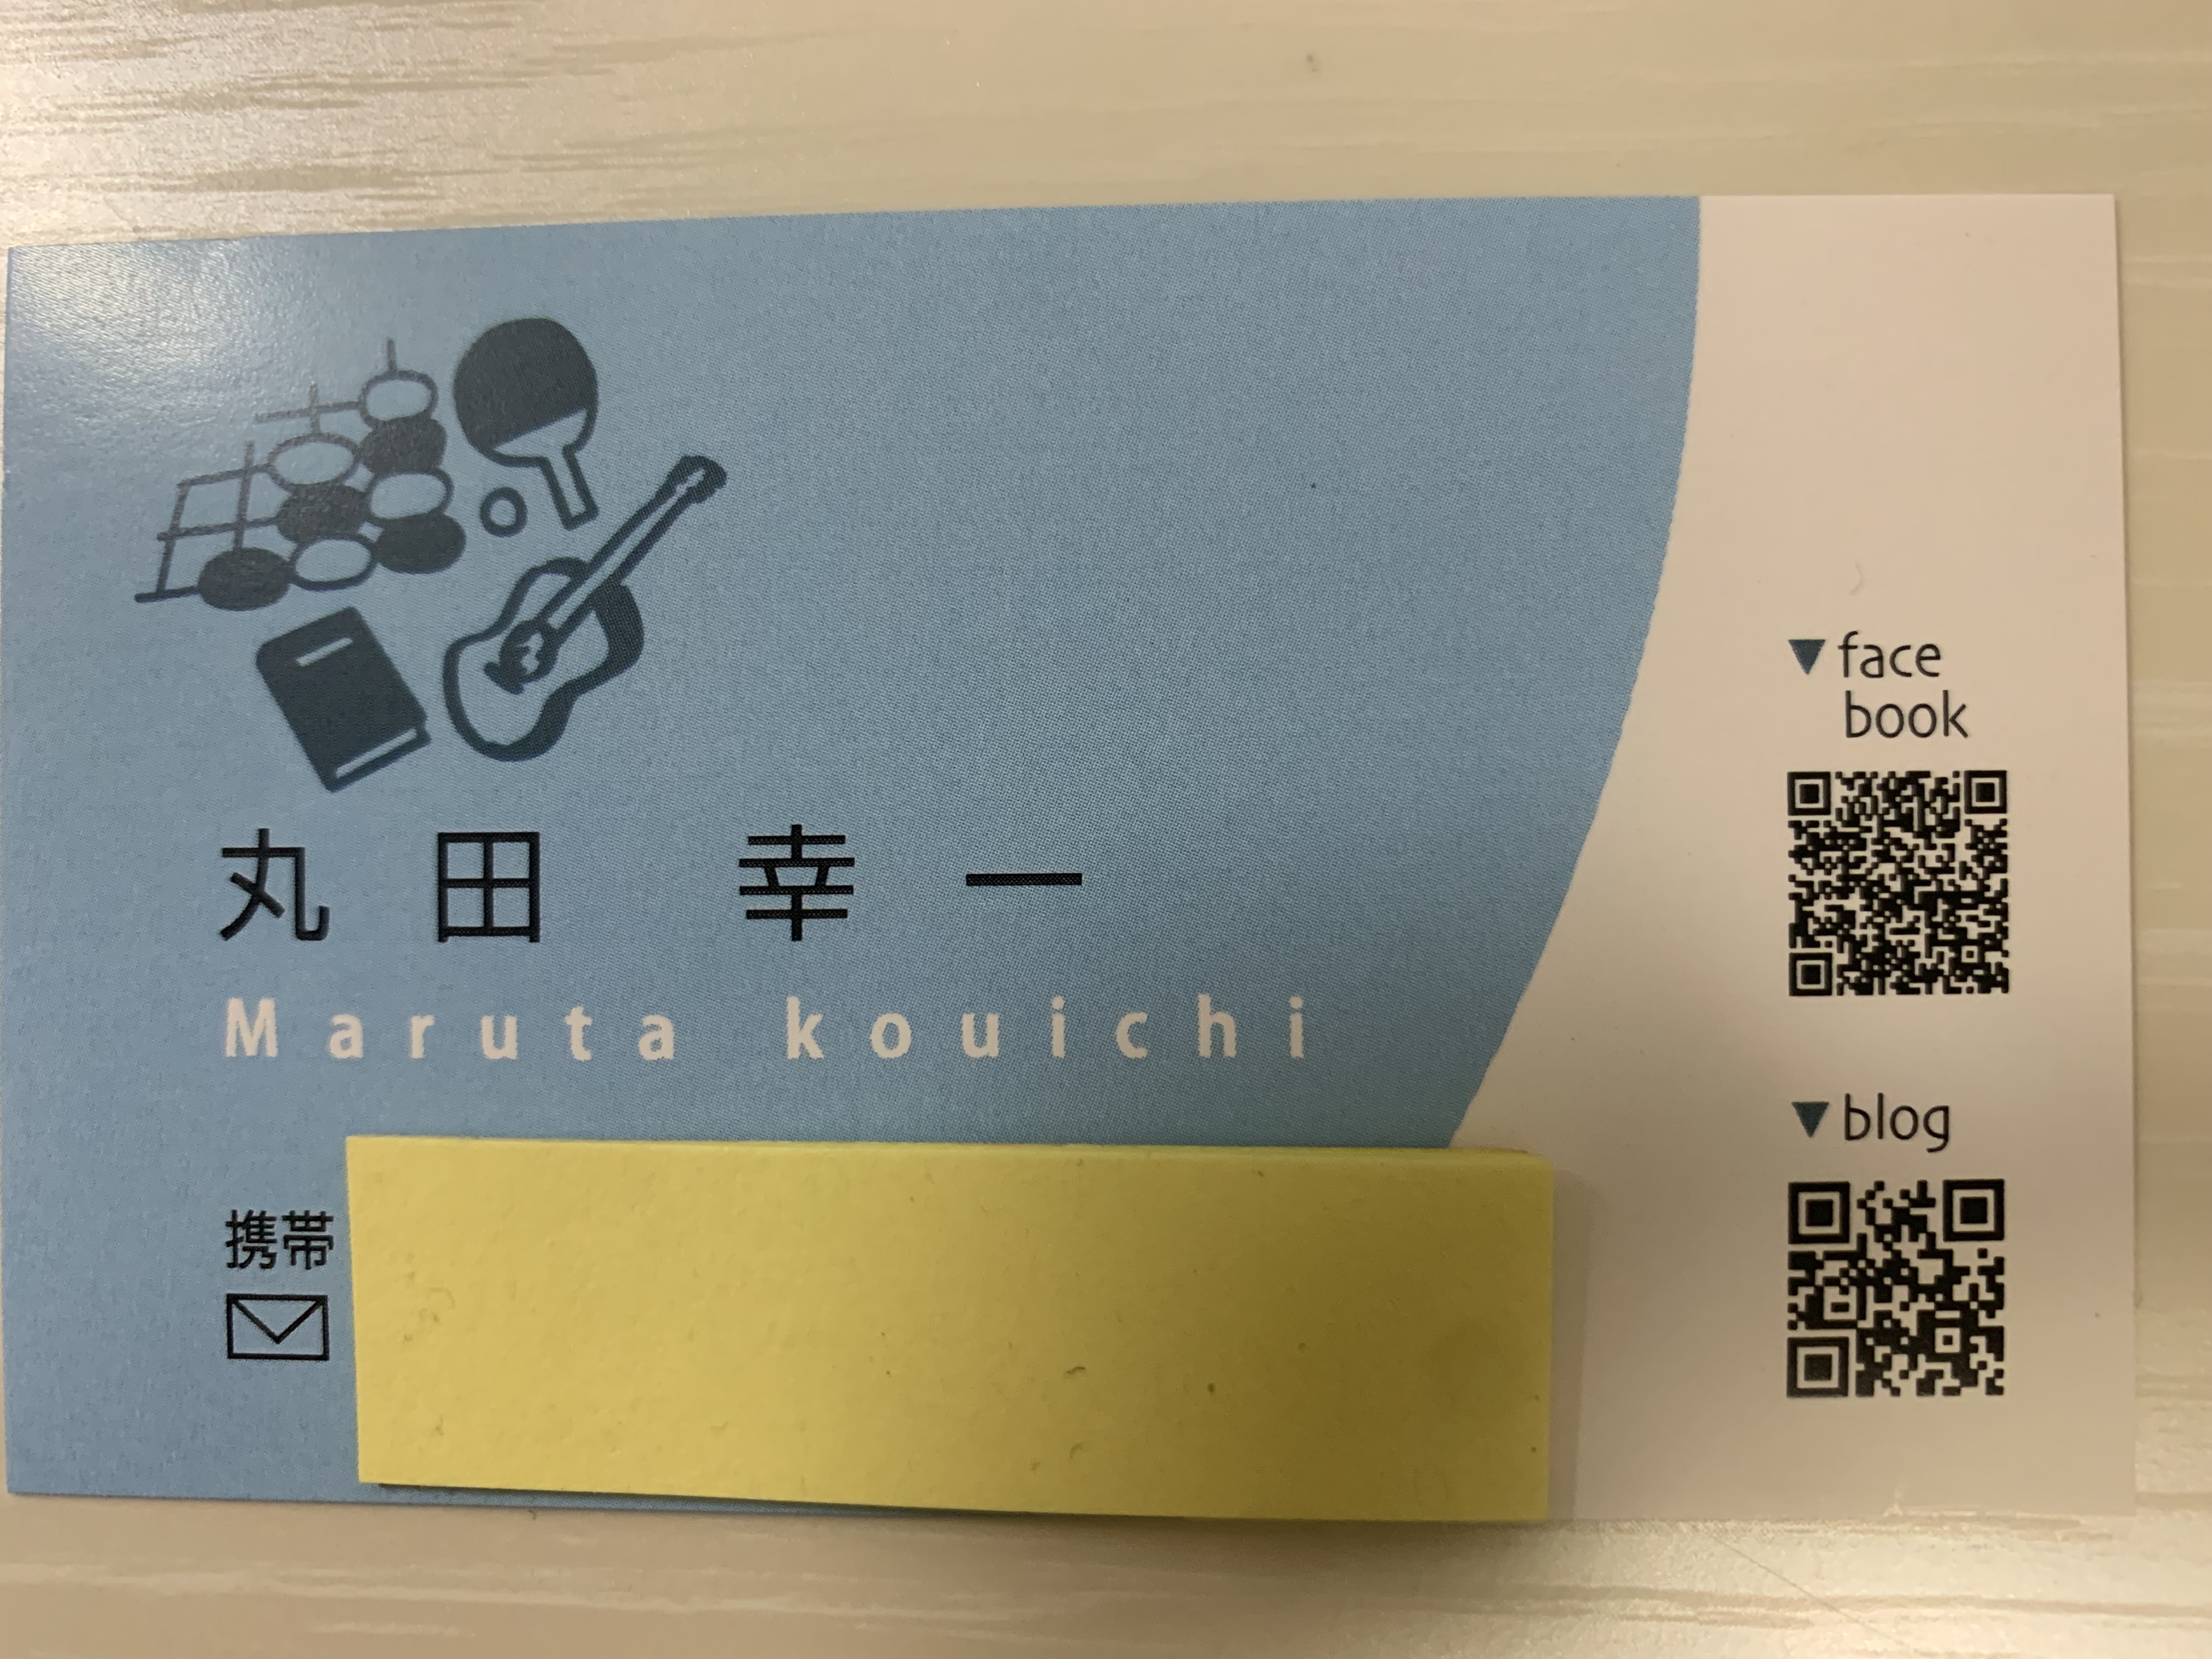 丸田 幸一
Maruta kouichi
携帯
▼face
book
▼blog